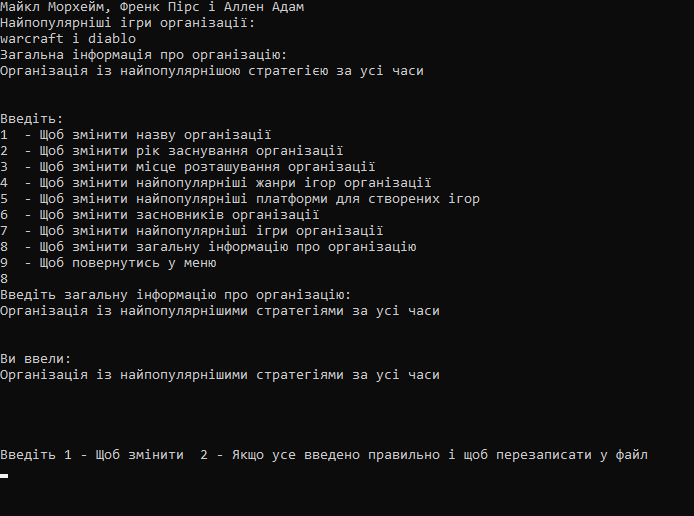 Майкл Морхейм, Френк Пірс і Аллен Адам
Найпопулярніші ігри організації:
warcraft і diablo
Загальна інформація про організацію:
Організація із найпопулярнішою стратегією за усі часи
Введіть:
1  - Щоб змінити назву організації
2  - Щоб змінити рік заснування організації
3  - Щоб змінити місце розташування організації
4  - Щоб змінити найпопулярніші жанри ігор організації
5  - Щоб змінити найпопулярніші платформи для створених ігор
6  - Щоб змінити засновників організації
7  - Щоб змінити найпопулярніші ігри організації
8  - Щоб змінити загальну інформацію про організацію
9  - Щоб повернутись у меню
8
Введіть загальну інформацію про організацію:
Організація із найпопулярнішими стратегіями за усі часи
Ви ввели:
Організація із найпопулярнішими стратегіями за усі часи
Введіть 1 - Щоб змінити  2 - Якщо усе введено правильно і щоб перезаписати у файл